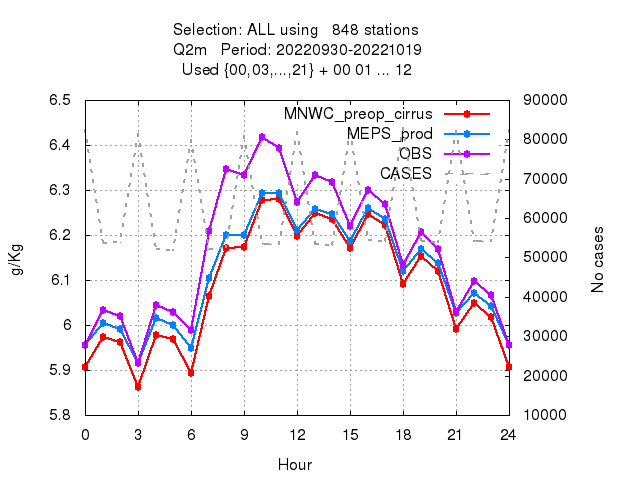 Selection: ALL using   848 stations
Q2m   Period: 20220930-20221019
Used {00,03,...,21} + 00 01 ... 12
MNWC_preop_cirrus
MEPS_prod
OBS
CASES
6.5
6.4
6.3
6.2
6.1
6
5.9
5.8
g/Kg
90000
80000
70000
60000
50000
40000
30000
20000
10000
No cases
0 3 6 9 12 15 18 21 24
Hour